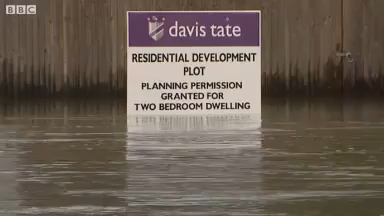 BBC
davis tate
RESIDENTIAL DEVELOPMENT
PLOT
PLANNING PERMISSION
GRANTED FOR
TWO BEDROOM DWELLING